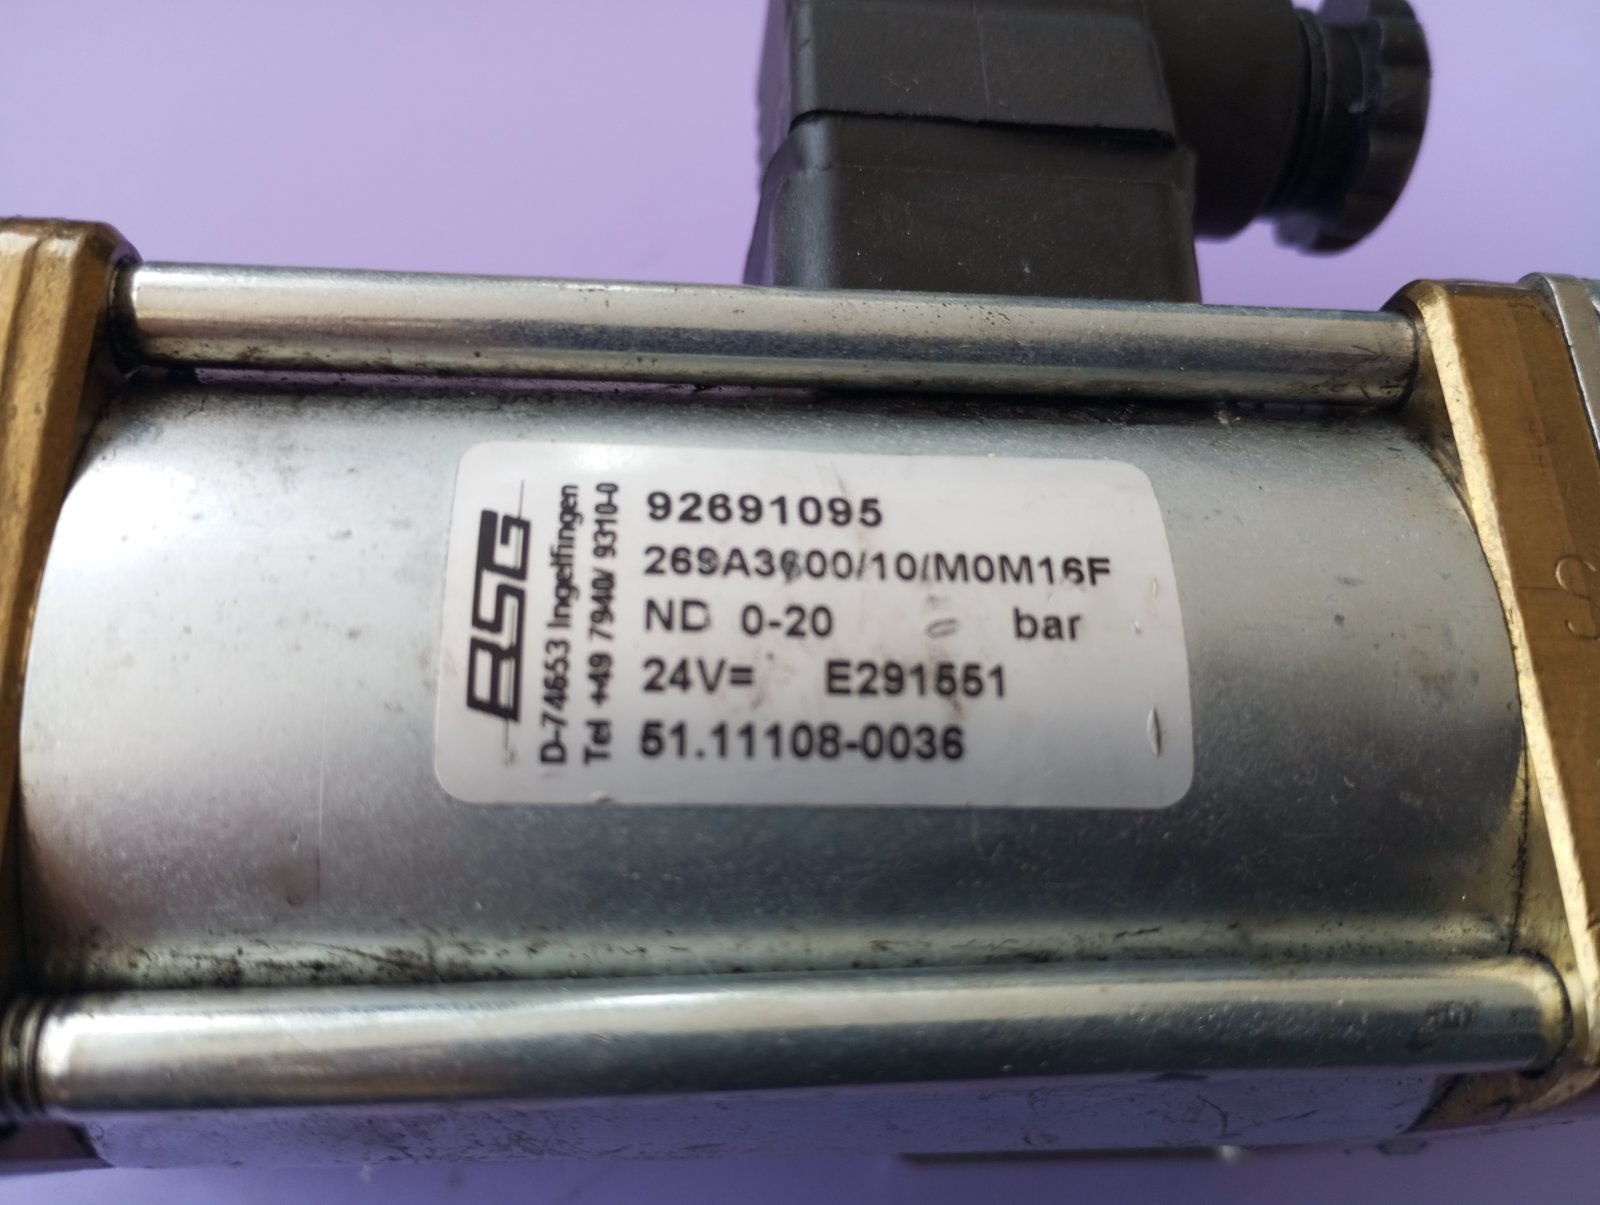 BSG
D-74653 Ingelfingen
Tel +49 7940/ 9310-0
92691095
269A3600/10/M0M16F
ND 0-20 bar
24V= E291551
51.11108-0036